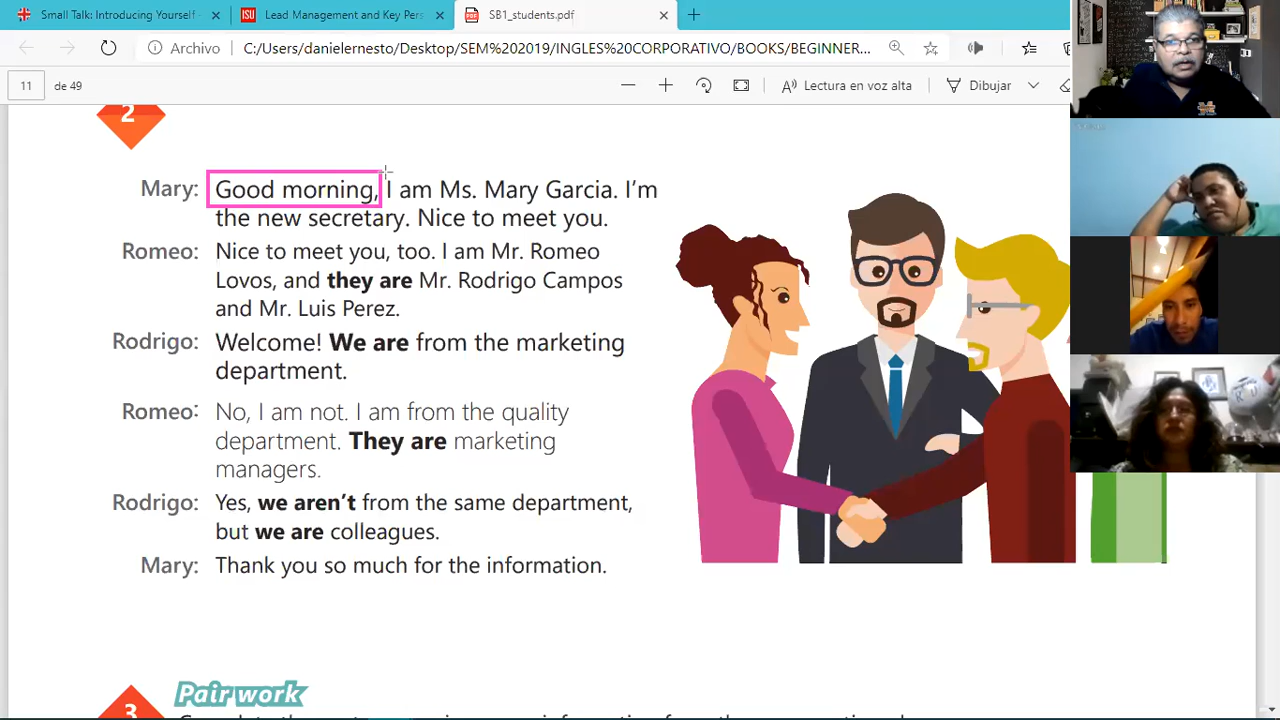 Small Talk: Introducing Yourself -
Lead Management and Key Pers
SB1_students.pdf
Archivo
C:/Users/danielernesto/Desktop/SEM%202019/INGLES%20CORPORATIVO/BOOKS/BEGINNER...
11
de 49
Lectura en voz alta
Dibujar
2
Mary: Good morning, I am Ms. Mary Garcia. I'm
the new secretary. Nice to meet you.
Romeo: Nice to meet you, too. I am Mr. Romeo
Lovos, and they are Mr. Rodrigo Campos
and Mr. Luis Perez.
Rodrigo: Welcome! We are from the marketing
department.
Romeo: No, I am not. I am from the quality
department. They are marketing
managers.
Rodrigo: Yes, we aren't from the same department,
but we are colleagues.
Mary: Thank you so much for the information.
3
Pair work